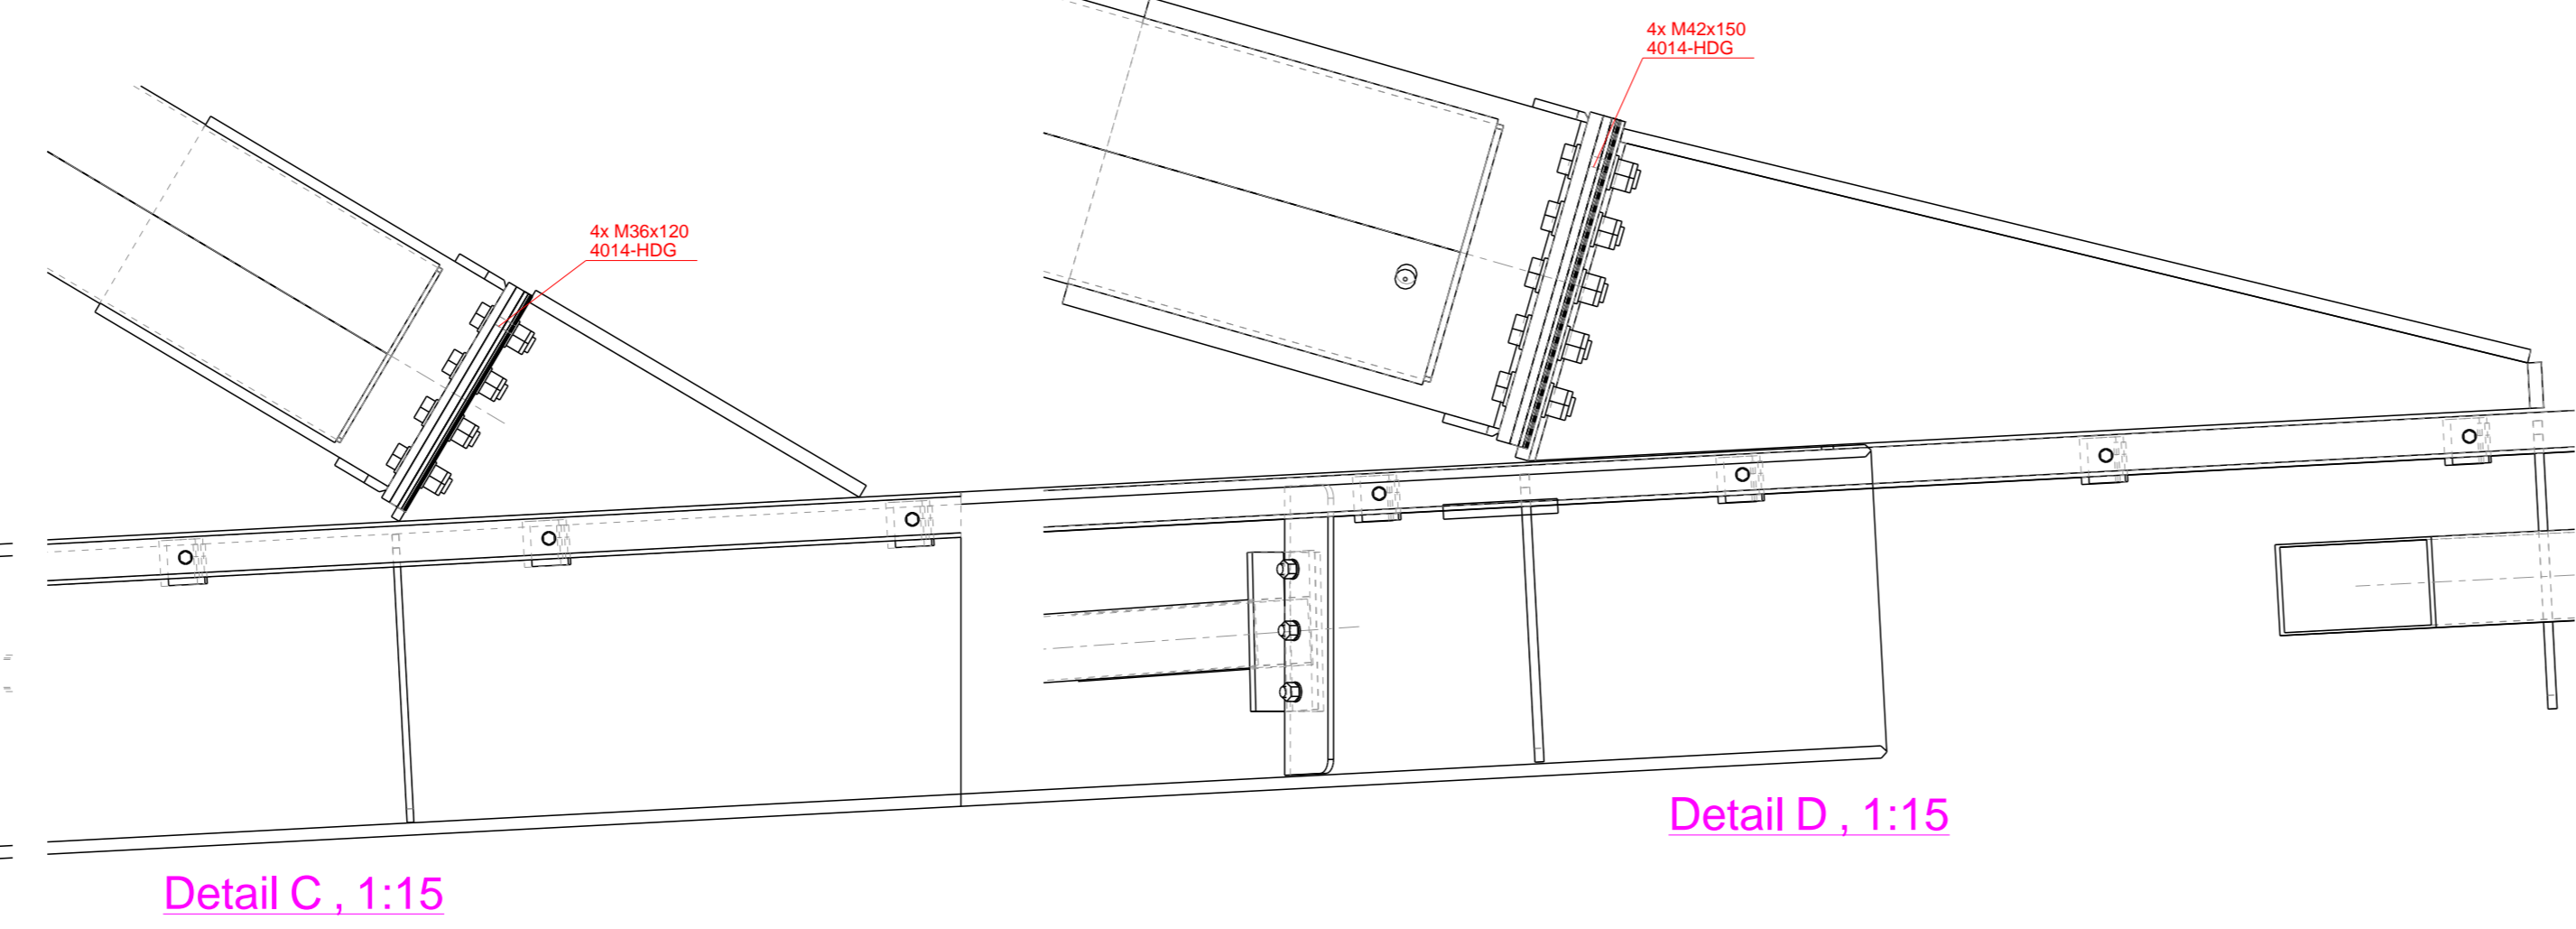 4x M42x150
4014-HDG
4x M36x120
4014-HDG
Detail D , 1:15
Detail C , 1:15